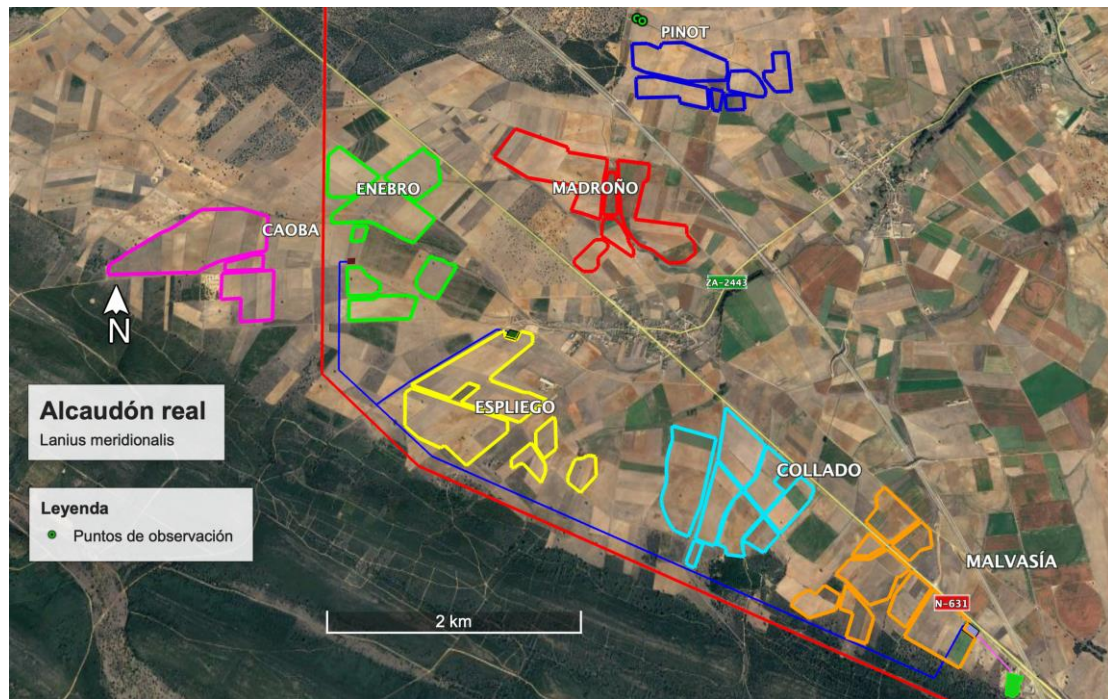 PINOT
ENEBRO
MADROÑO
CAOBA
ZA-2443
N
Alcaudón real
Lanius meridionalis
ESPLIEGO
COLLADO
Leyenda
Puntos de observación
MALVASÍA
N-631
2 km